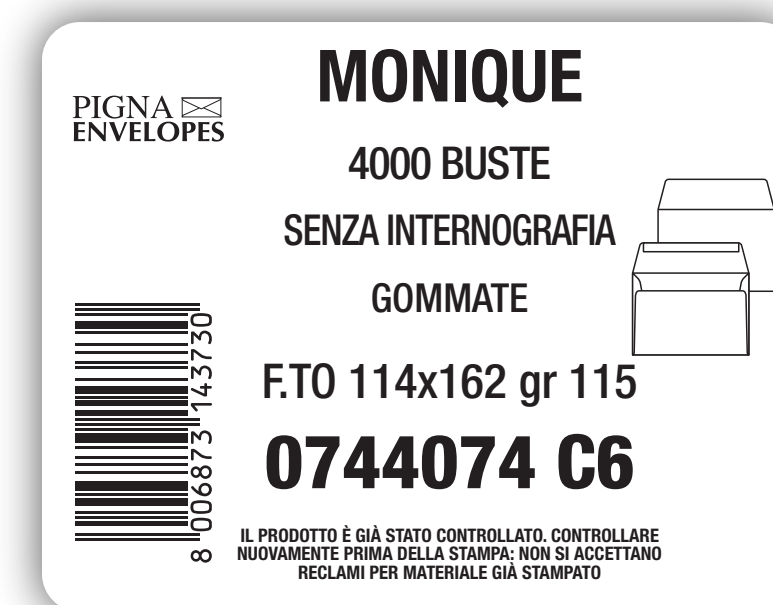 MONIQUE
PIGNA
ENVELOPES
4000 BUSTE
SENZA INTERNOGRAFIA
GOMMATE
F.TO 114x162 gr 115
0744074 C6
8 006873 143730
IL PRODOTTO È GIÀ STATO CONTROLLATO. CONTROLLARE
NUOVAMENTE PRIMA DELLA STAMPA: NON SI ACCETTANO
RECLAMI PER MATERIALE GIÀ STAMPATO